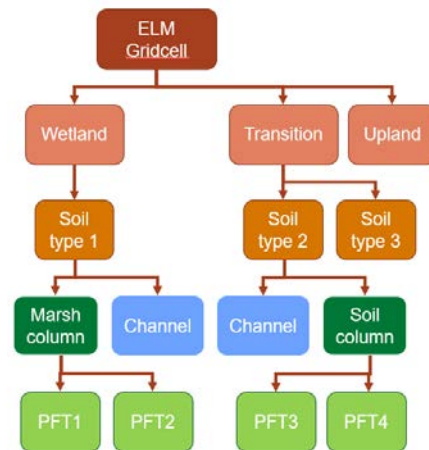 ELM
Gridcell
Wetland
Transition
Upland
Soil
type 1
Soil
type 2
Soil
type 3
Marsh
column
Channel
Channel
Soil
column
PFT1
PFT2
PFT3
PFT4